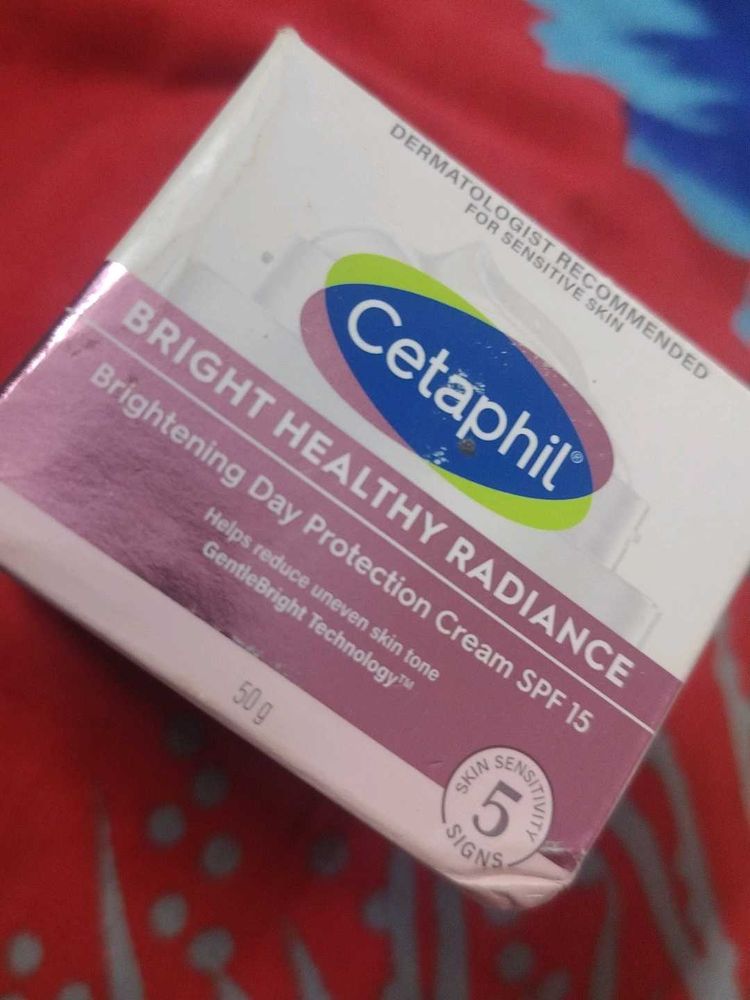 DERMATOLOGIST RECOMMENDED
FOR SENSITIVE SKIN
Cetaphil®
BRIGHT HEALTHY RADIANCE
Brightening Day Protection Cream SPF 15
Helps reduce uneven skin tone
GentleBright Technology™
50 g
SKIN SENSITIVITY
5
SIGNS